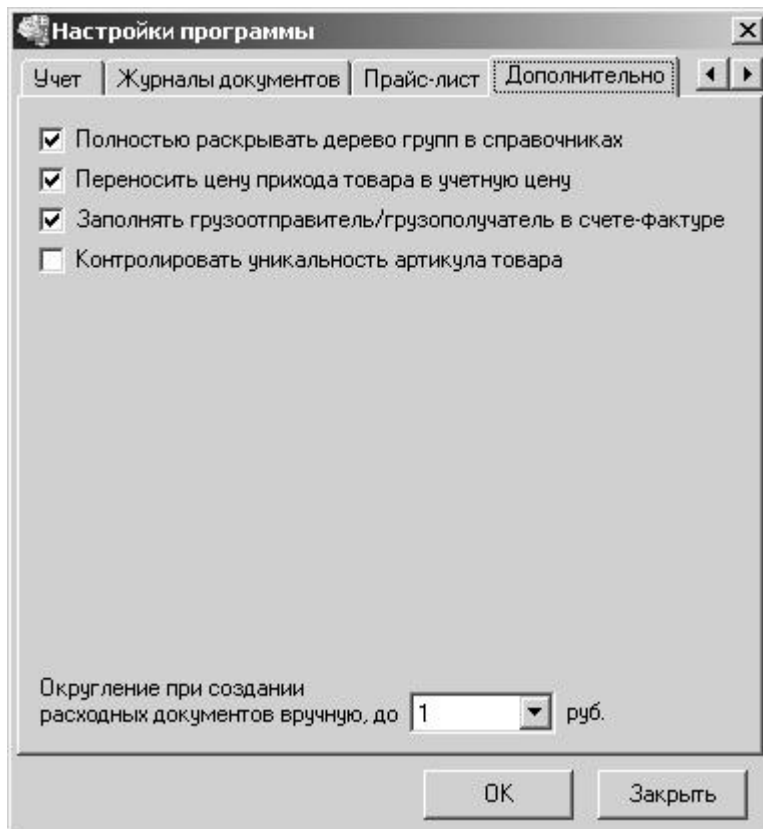 Настройки программы
Учет Журналы документов Прайс-лист Дополнительно
Полностью раскрывать дерево групп в справочниках
Переносить цену прихода товара в учетную цену
Заполнять грузоотправитель/грузополучатель в счете-фактуре
Контролировать уникальность артикула товара
Округление при создании
расходных документов вручную, до 1 руб.
OK Закрыть